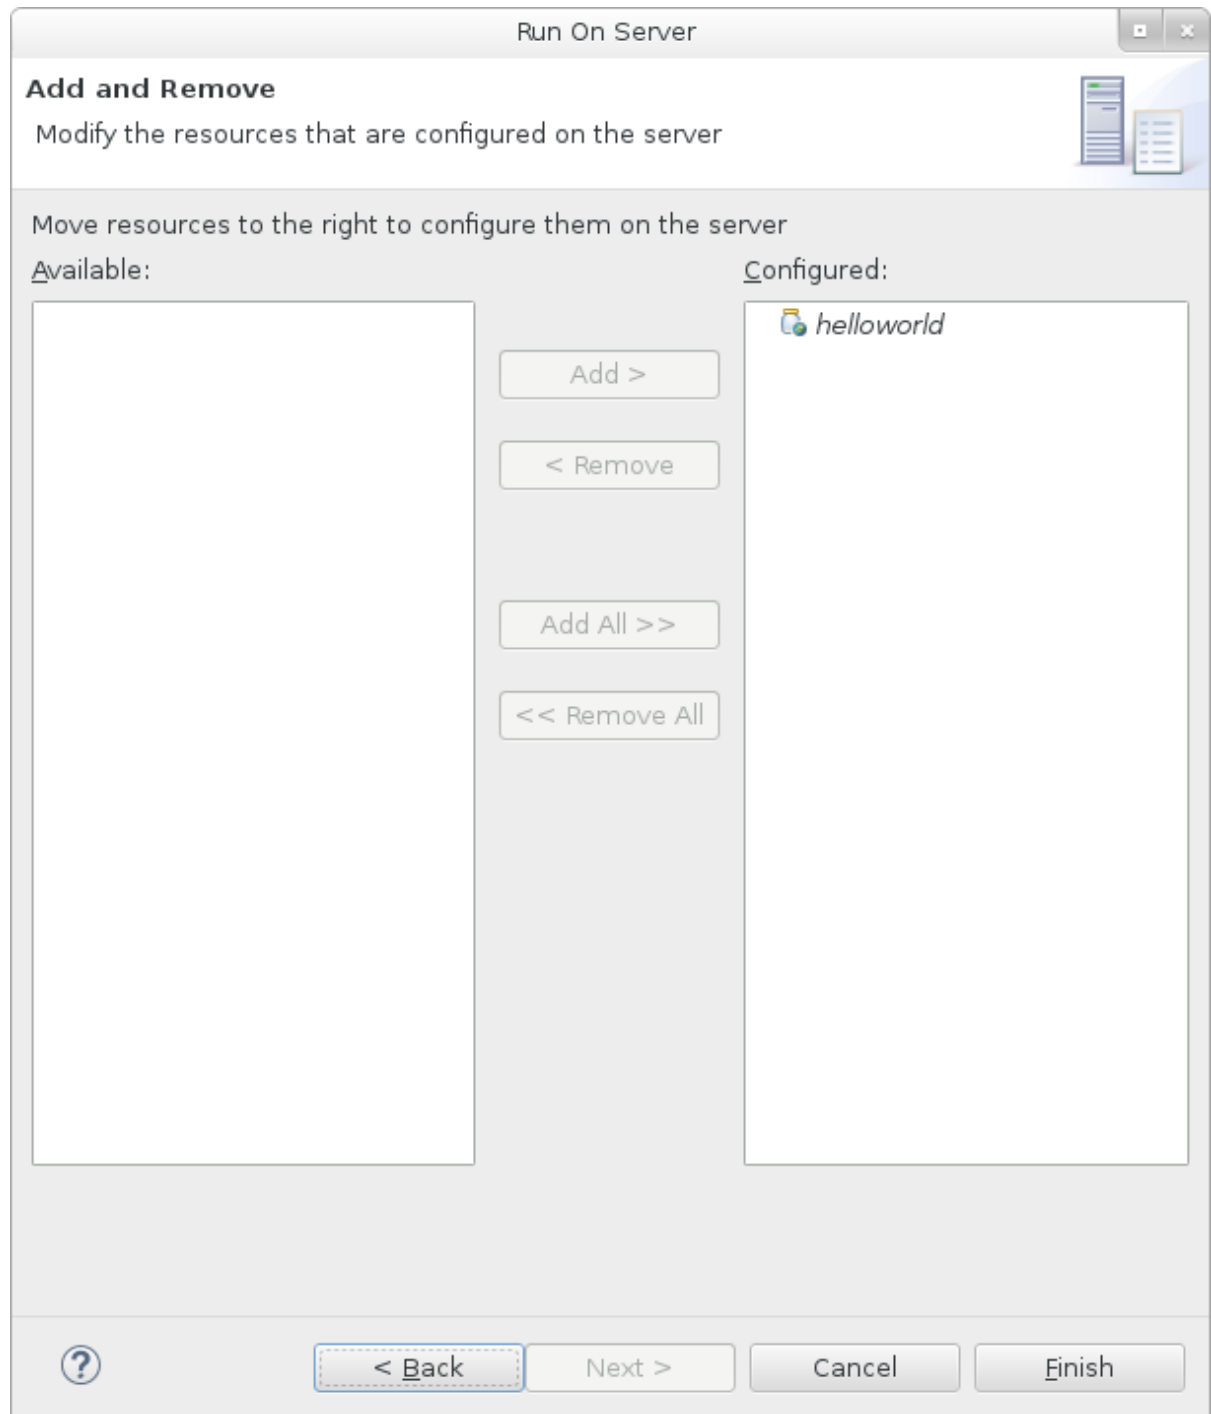 Run On Server
Add and Remove
Modify the resources that are configured on the server
Move resources to the right to configure them on the server
Available:
Configured:
helloworld
Add >
< Remove
Add All >>
<< Remove All
?
< Back
Next >
Cancel
Finish